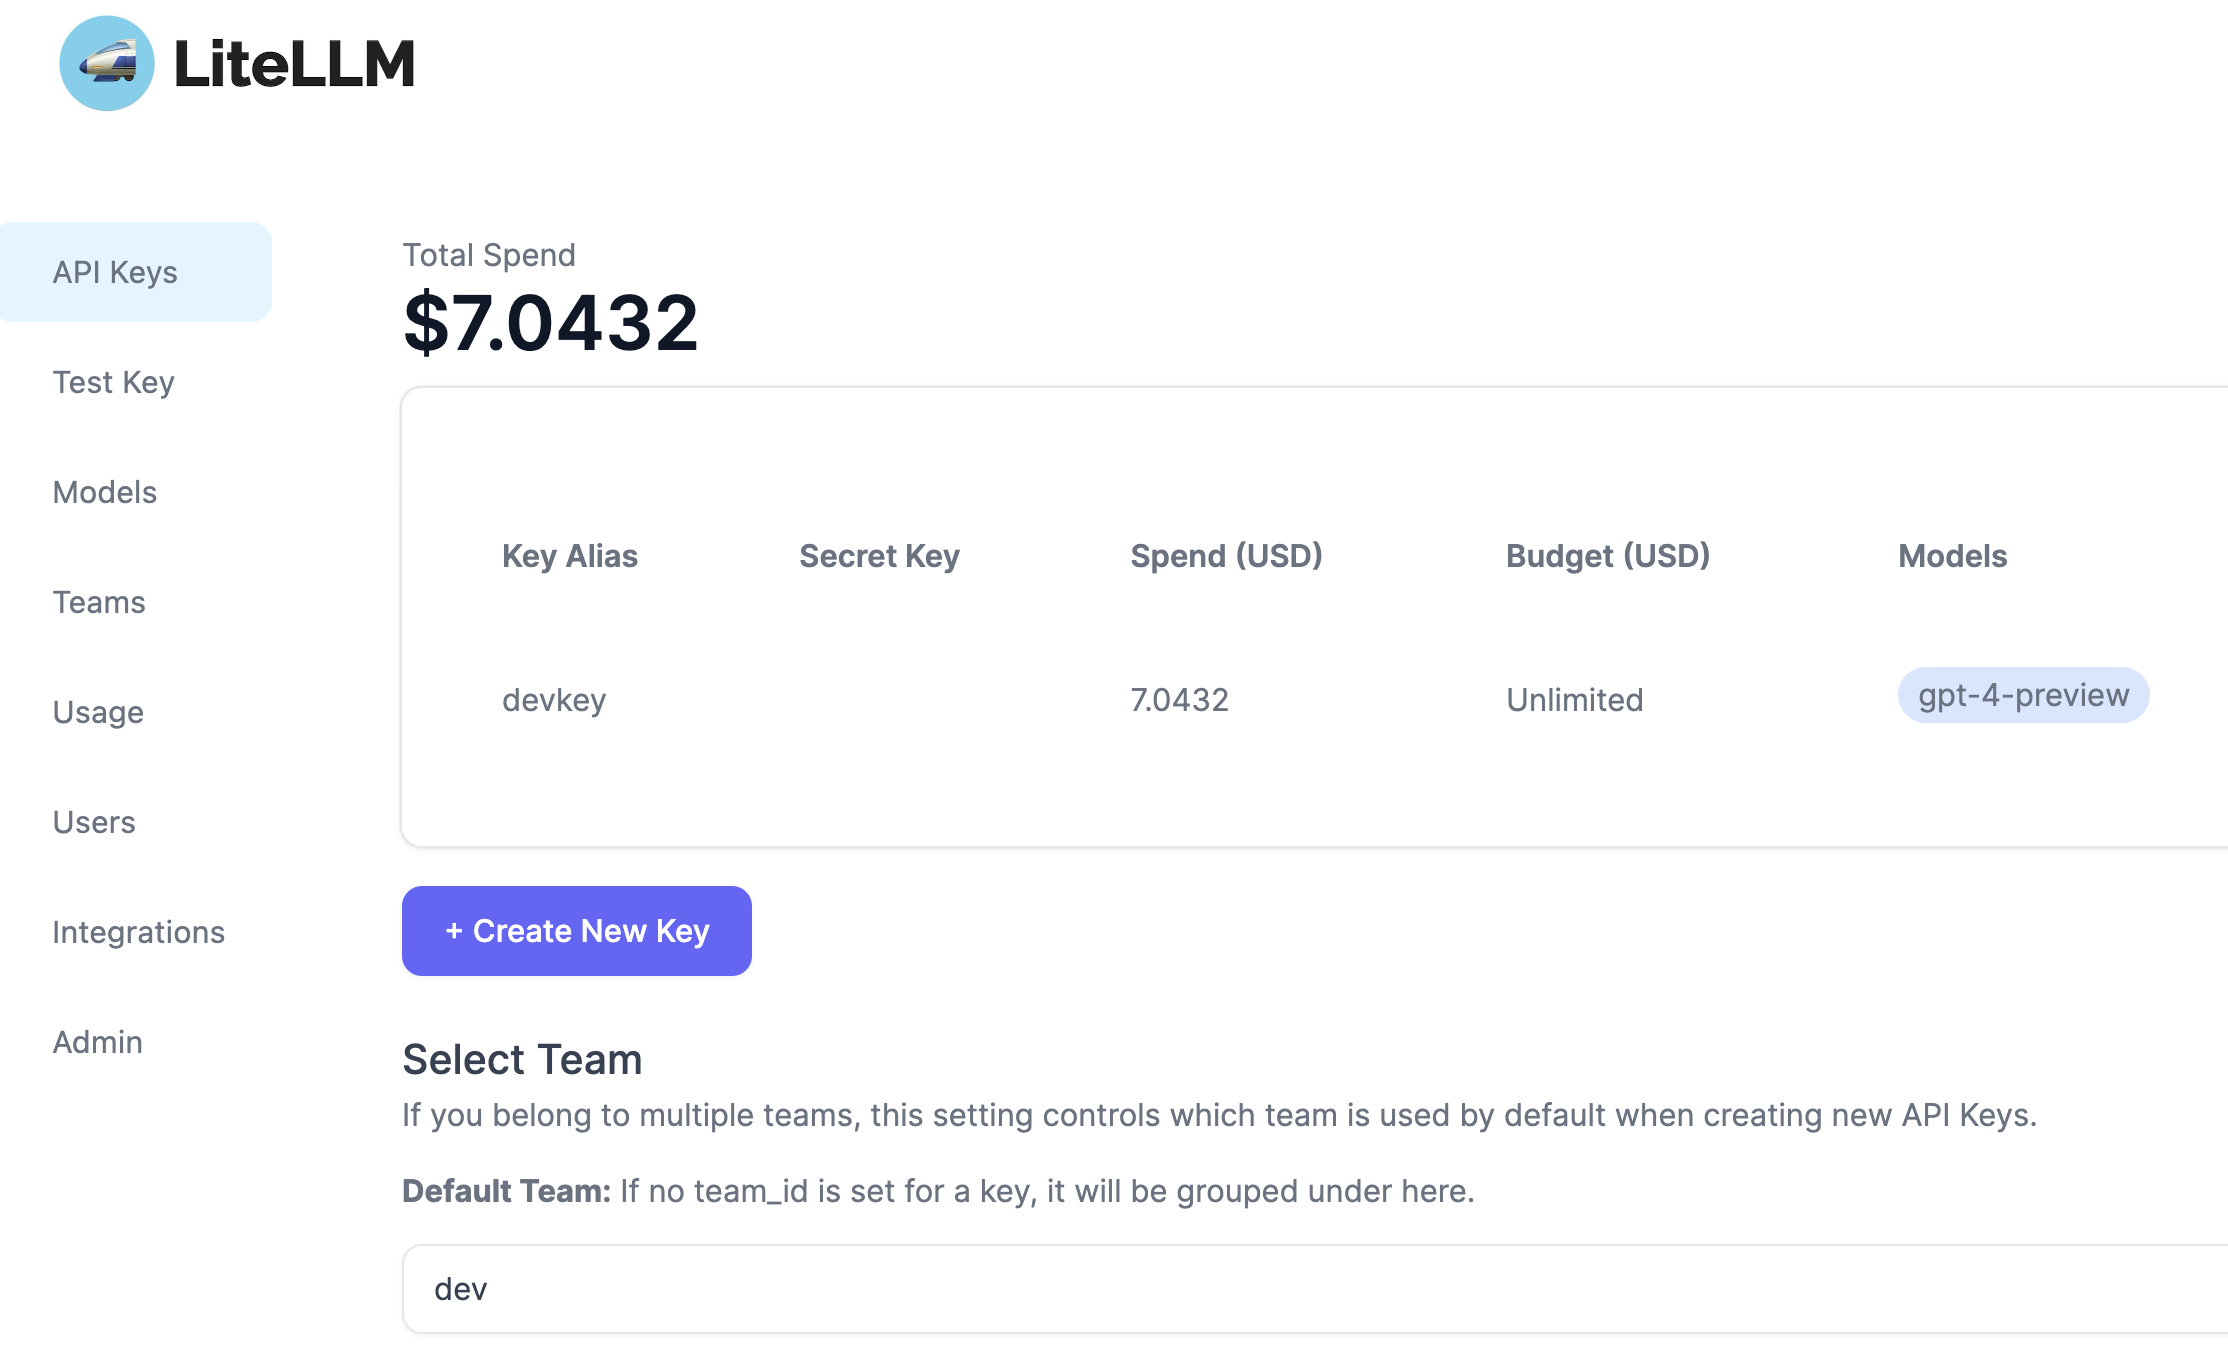 LiteLLM
API Keys
Test Key
Models
Teams
Usage
Users
Integrations
Admin
Total Spend
$7.0432
Key Alias Secret Key Spend (USD) Budget (USD) Models
devkey 7.0432 Unlimited gpt-4-preview
+ Create New Key
Select Team
If you belong to multiple teams, this setting controls which team is used by default when creating new API Keys.
Default Team: If no team_id is set for a key, it will be grouped under here.
dev